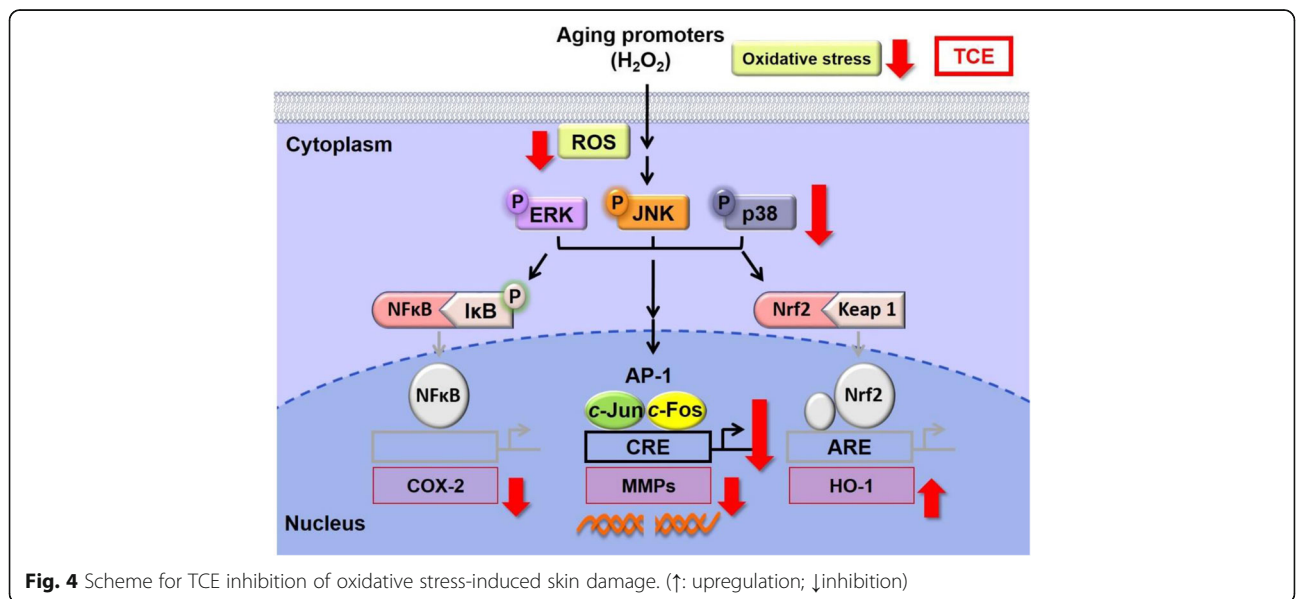 Aging promoters
(H₂O₂)
Oxidative stress
TCE
Cytoplasm
ROS
P
ERK
P
JNK
P
p38
NFκB
IκB
P
Nrf2
Keap 1
NFκB
AP-1
c-Jun
c-Fos
Nrf2
CRE
ARE
COX-2
MMPs
HO-1
Nucleus
Fig. 4 Scheme for TCE inhibition of oxidative stress-induced skin damage. (↑: upregulation; ↓inhibition)